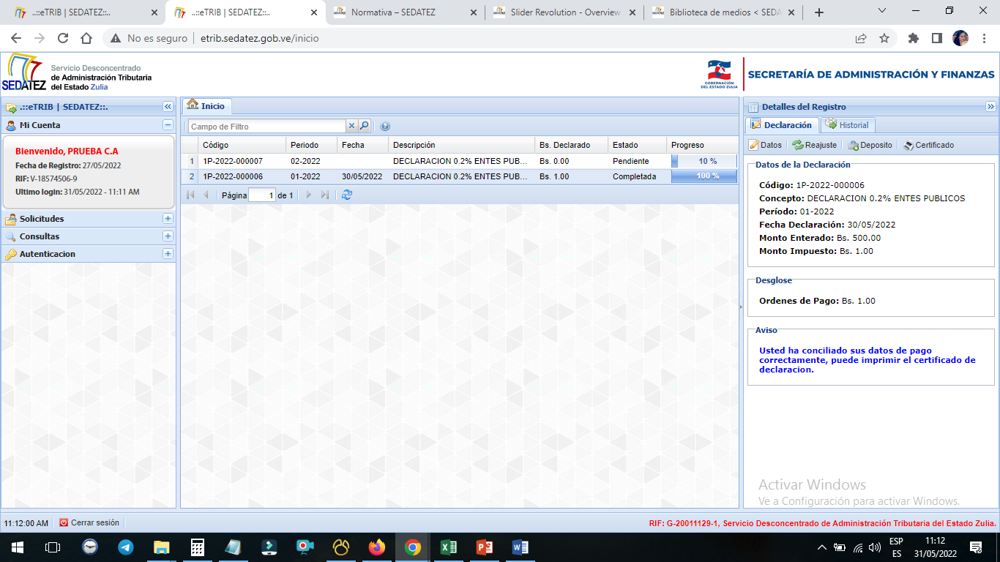 ..::eTRIB | SEDATEZ::..
..::eTRIB | SEDATEZ::..
Normativa – SEDATEZ
Slider Revolution - Overview
Biblioteca de medios < SEDA
No es seguro
etrib.sedatez.gob.ve/inicio
SEDATEZ
Servicio Desconcentrado
de Administración Tributaria
del Estado Zulia
GOBERNACIÓN
DEL ESTADO ZULIA
SECRETARÍA DE ADMINISTRACIÓN Y FINANZAS
.::eTRIB | SEDATEZ::.
Mi Cuenta
Bienvenido, PRUEBA C.A
Fecha de Registro: 27/05/2022
RIF: V-18574506-9
Ultimo login: 31/05/2022 - 11:11 AM
Solicitudes
Consultas
Autenticacion
Inicio
Campo de Filtro
Código Periodo Fecha Descripción Bs. Declarado Estado Progreso
1 1P-2022-000007 02-2022 DECLARACION 0.2% ENTES PUB... Bs. 0.00 Pendiente 10 %
2 1P-2022-000006 01-2022 30/05/2022 DECLARACION 0.2% ENTES PUB... Bs. 1.00 Completada 100 %
Página 1 de 1
Detalles del Registro
Declaración Historial
Datos Reajuste Deposito Certificado
Datos de la Declaración
Código: 1P-2022-000006
Concepto: DECLARACION 0.2% ENTES PUBLICOS
Período: 01-2022
Fecha Declaración: 30/05/2022
Monto Enterado: Bs. 500.00
Monto Impuesto: Bs. 1.00
Desglose
Ordenes de Pago: Bs. 1.00
Aviso
Usted ha conciliado sus datos de pago
correctamente, puede imprimir el certificado de
declaracion.
Activar Windows
Ve a Configuración para activar Windows.
11:12:00 AM Cerrar sesión
RIF: G-20011129-1, Servicio Desconcentrado de Administración Tributaria del Estado Zulia.
ESP
ES
11:12
31/05/2022